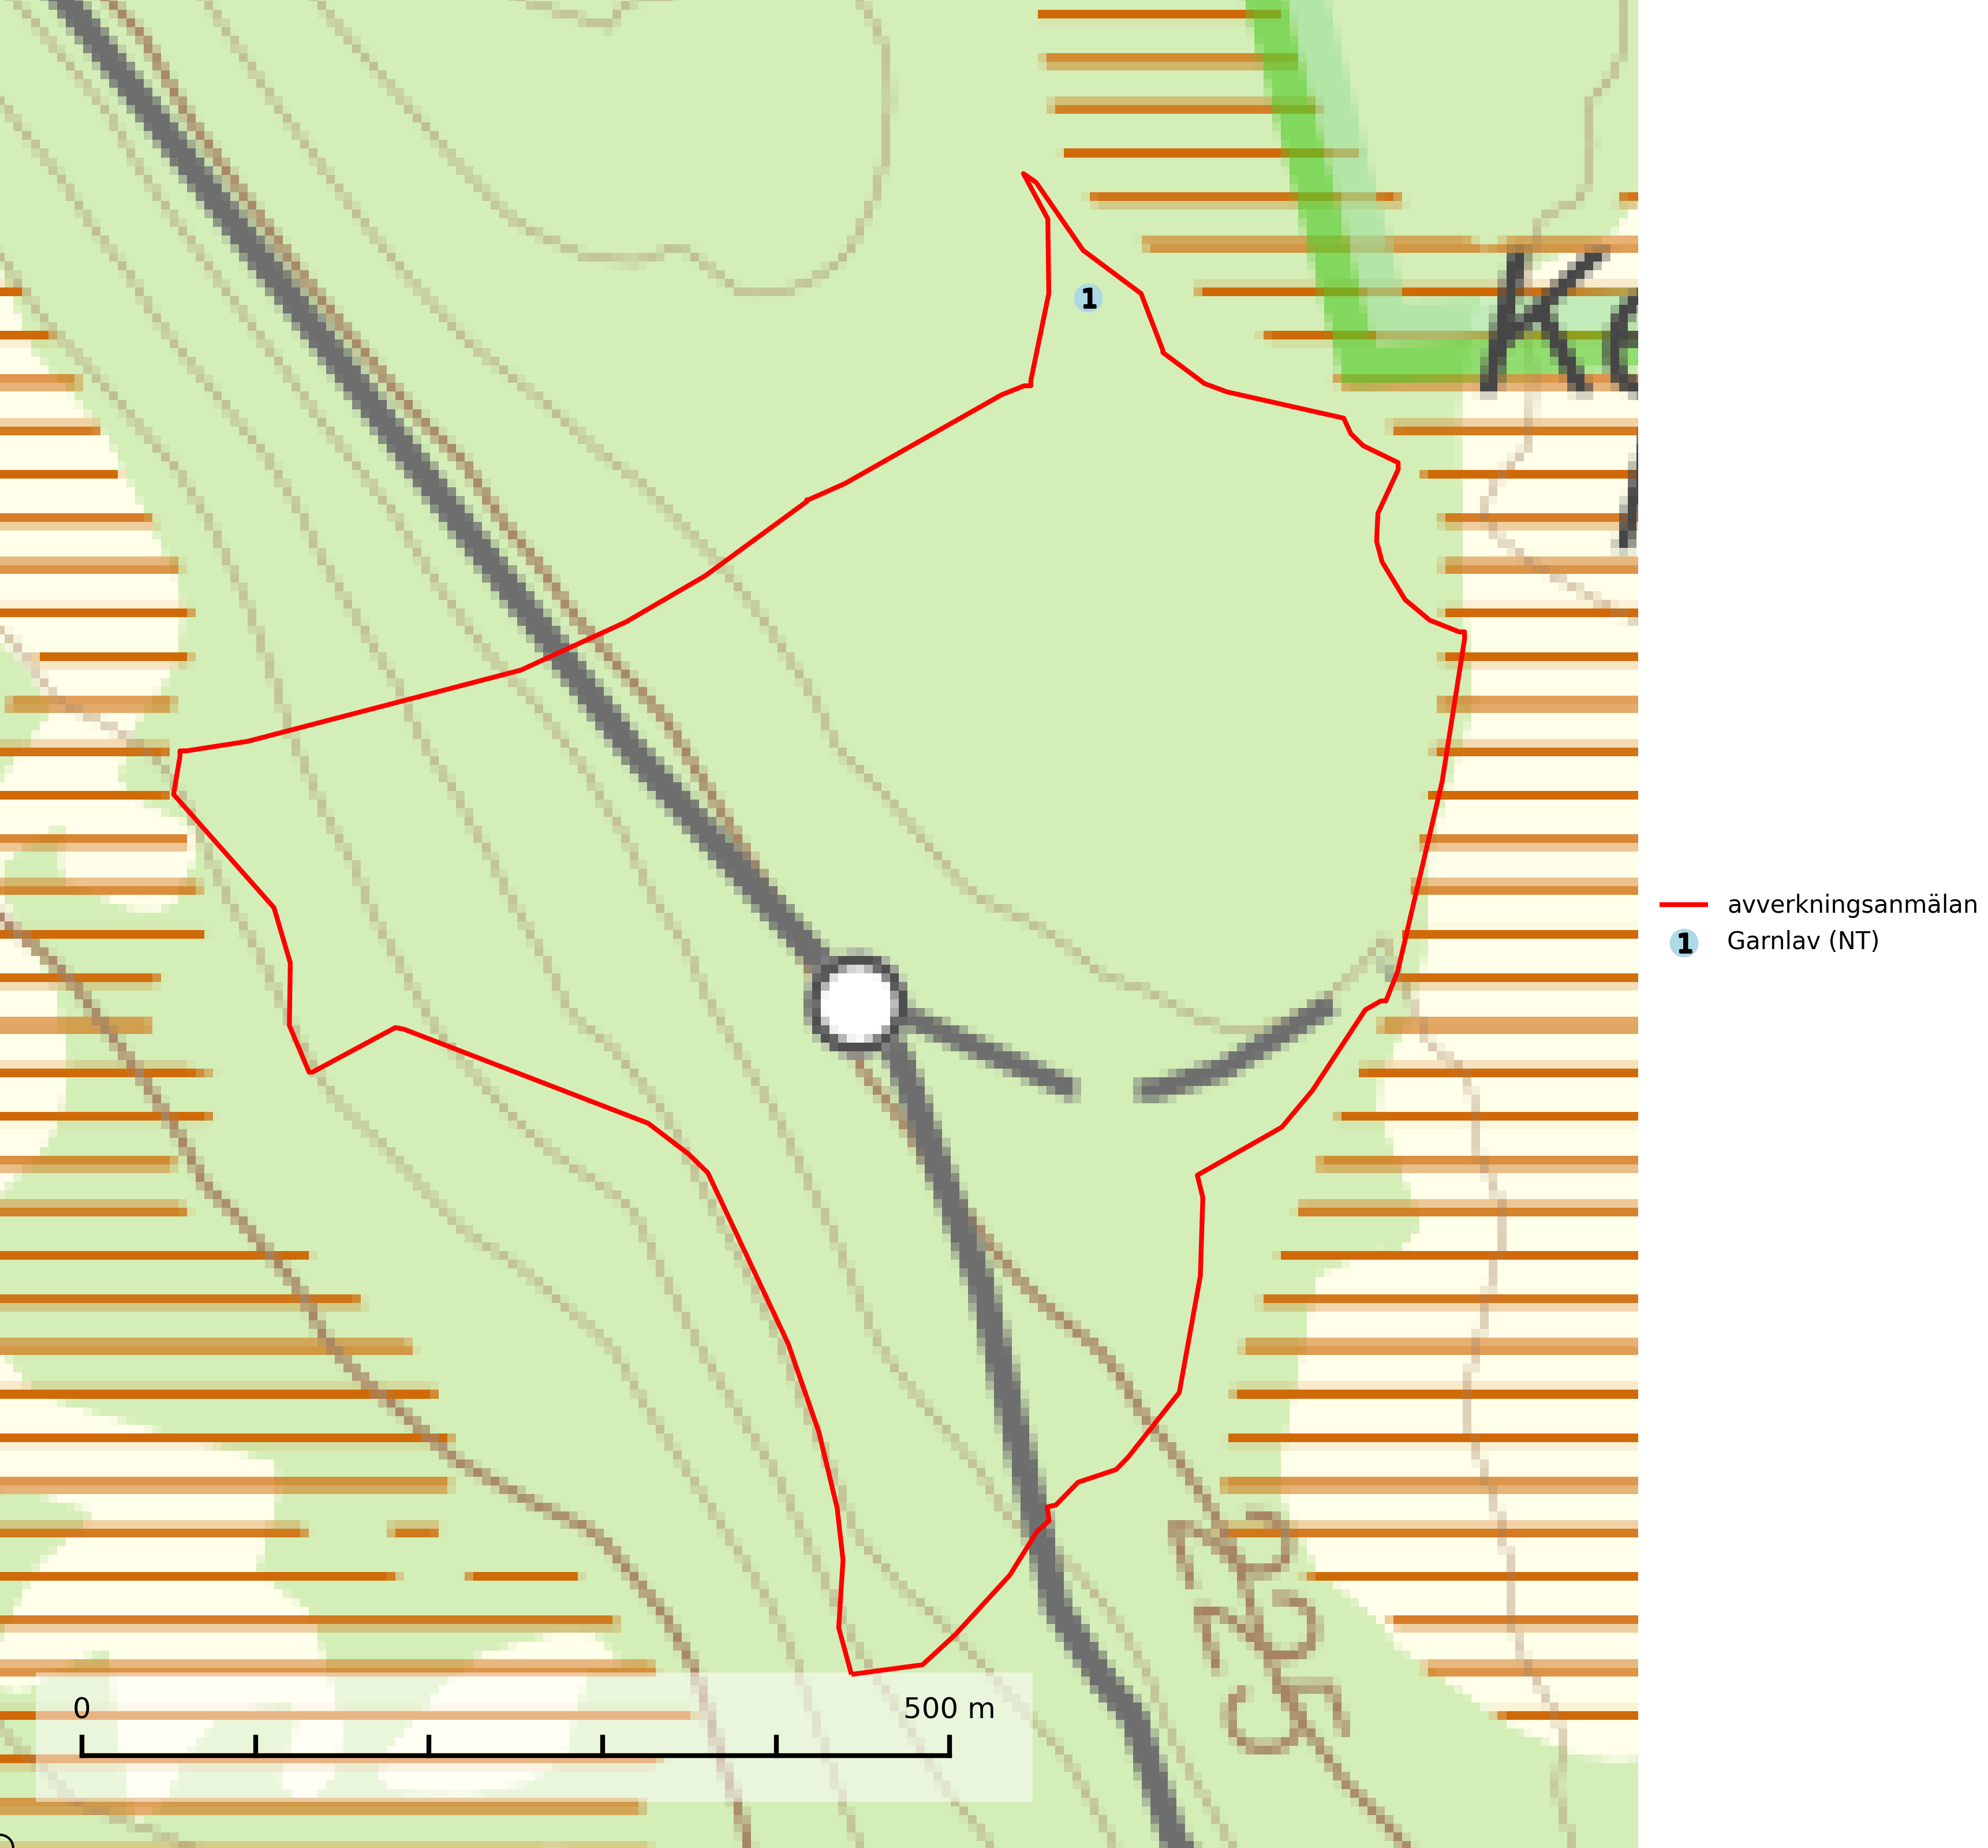 1
K
225
0 500 m
avverkningsanmälan
1 Garnlav (NT)